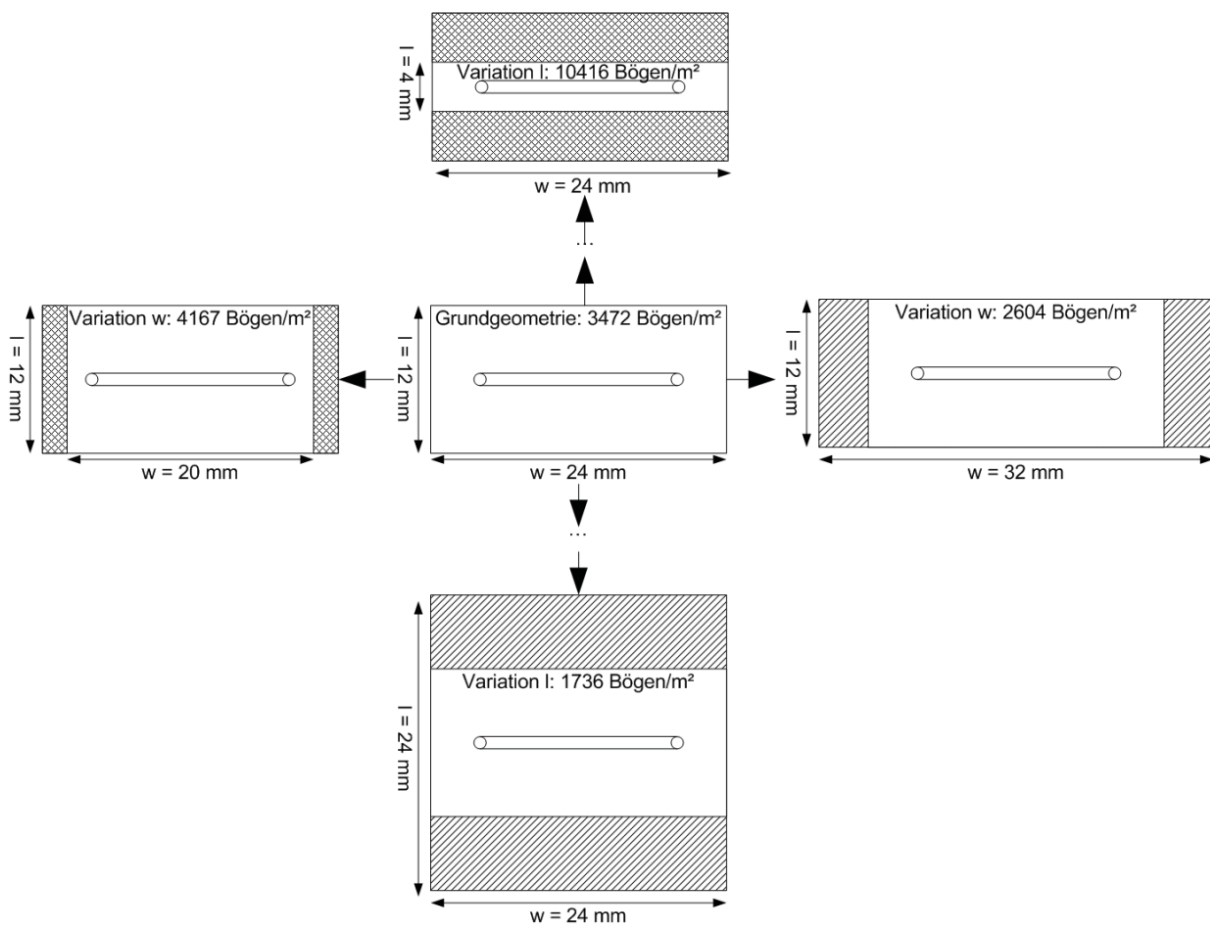 Variation l: 10416 Bögen/m²
l = 4 mm
w = 24 mm
...
Variation w: 4167 Bögen/m²
l = 12 mm
w = 20 mm
Grundgeometrie: 3472 Bögen/m²
l = 12 mm
w = 24 mm
Variation w: 2604 Bögen/m²
l = 12 mm
w = 32 mm
...
Variation l: 1736 Bögen/m²
l = 24 mm
w = 24 mm